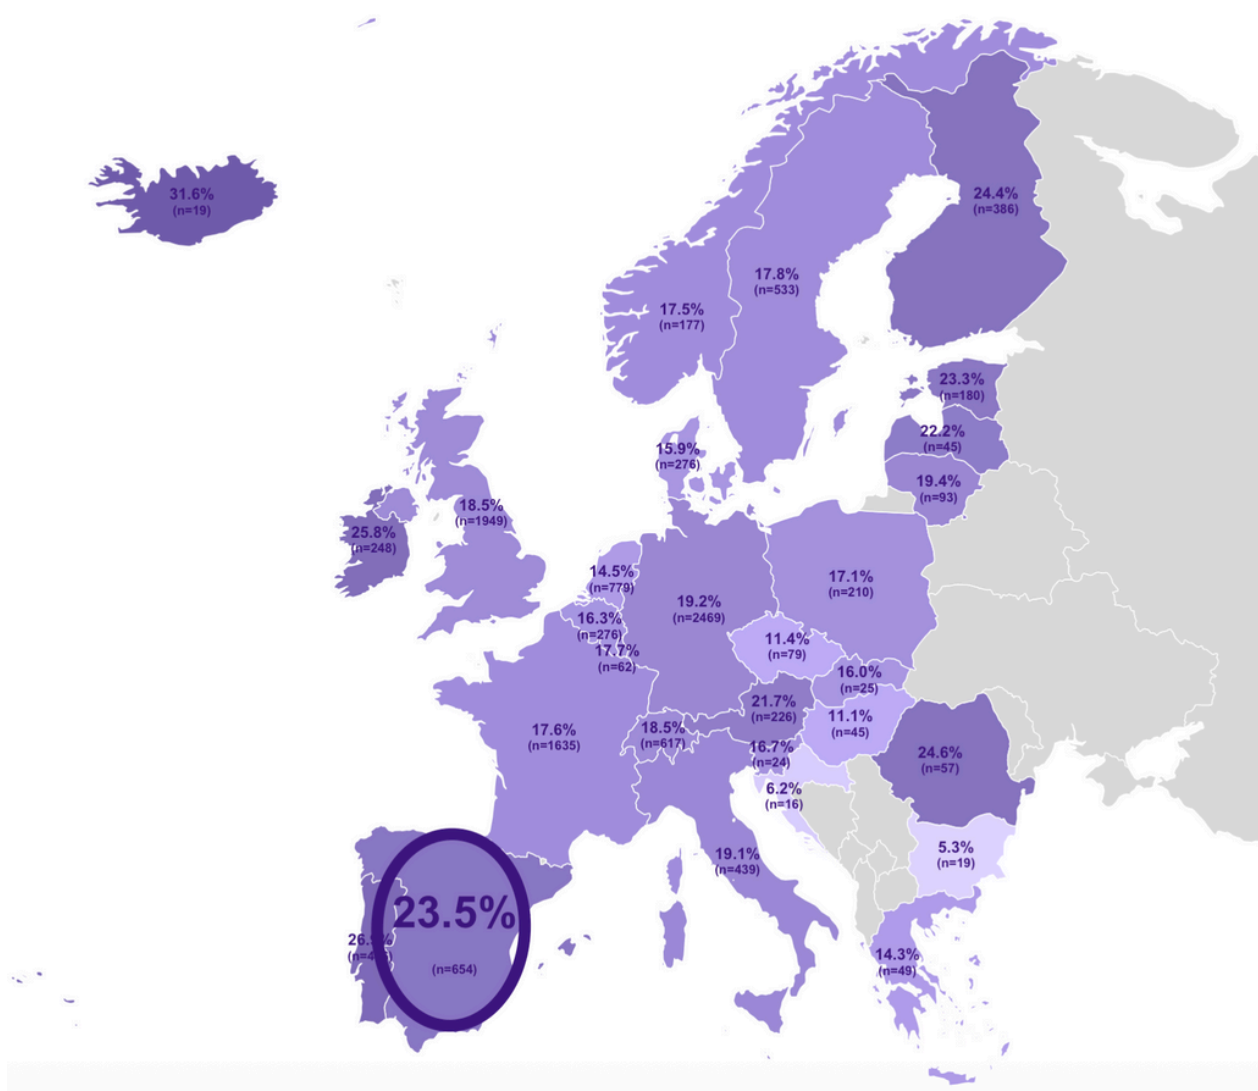 31.6%
(n=19)
24.4%
(n=386)
17.8%
(n=533)
17.5%
(n=177)
23.3%
(n=180)
22.2%
(n=45)
15.9%
(n=276)
19.4%
(n=93)
18.5%
(n=1949)
25.8%
(n=248)
14.5%
(n=779)
17.1%
(n=210)
19.2%
(n=2469)
16.3%
(n=276)
11.4%
(n=79)
17.7%
(n=62)
16.0%
(n=25)
21.7%
(n=226)
11.1%
(n=45)
17.6%
(n=1635)
18.5%
(n=617)
16.7%
(n=24)
24.6%
(n=57)
6.2%
(n=16)
19.1%
(n=439)
5.3%
(n=19)
23.5%
(n=654)
14.3%
(n=49)